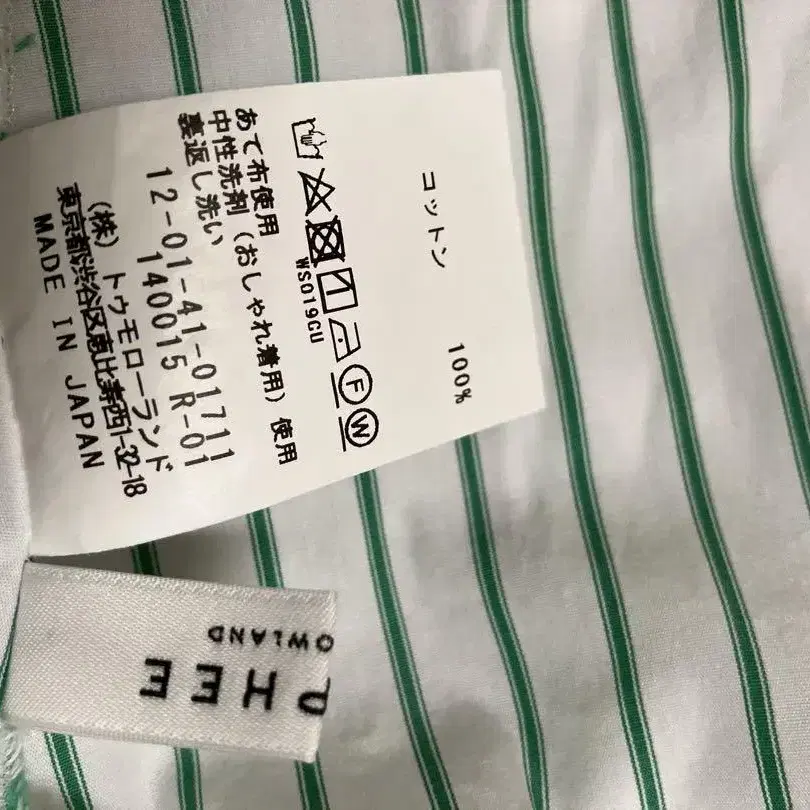 コットン 100%
WS019GU
F W
あて布使用
中性洗剤（おしゃれ着用）使用
裏返し洗い
12-01-41-01711
140015 R-01
（株）トゥモローランド
東京都渋谷区恵比寿西1-32-18
MADE IN JAPAN
PHEE
OWLAND